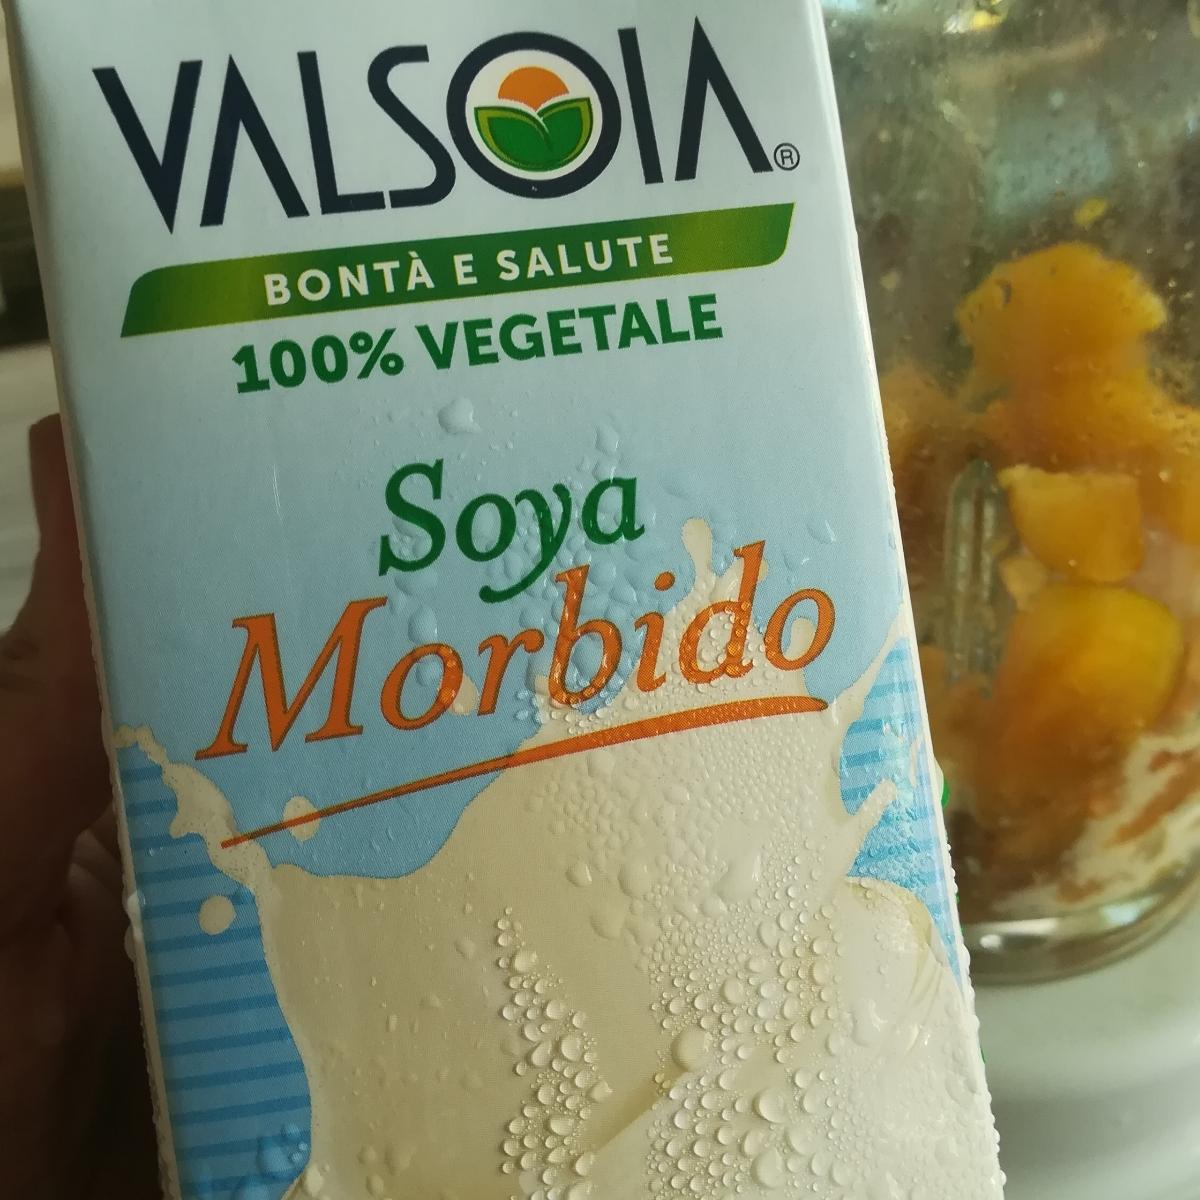 VALSOIA®
BONTÀ E SALUTE
100% VEGETALE
Soya
Morbido